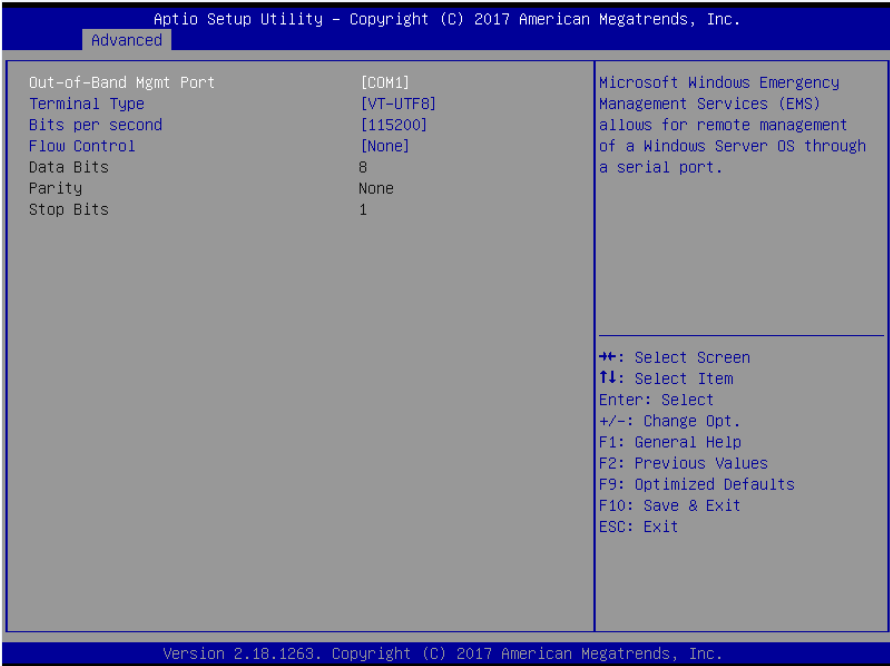 Aptio Setup Utility – Copyright (C) 2017 American Megatrends, Inc.
Advanced
Out-of-Band Mgmt Port [COM1]
Terminal Type [VT-UTF8]
Bits per second [115200]
Flow Control [None]
Data Bits 8
Parity None
Stop Bits 1
Microsoft Windows Emergency
Management Services (EMS)
allows for remote management
of a Windows Server OS through
a serial port.
→←: Select Screen
↑↓: Select Item
Enter: Select
+/-: Change Opt.
F1: General Help
F2: Previous Values
F9: Optimized Defaults
F10: Save & Exit
ESC: Exit
Version 2.18.1263. Copyright (C) 2017 American Megatrends, Inc.